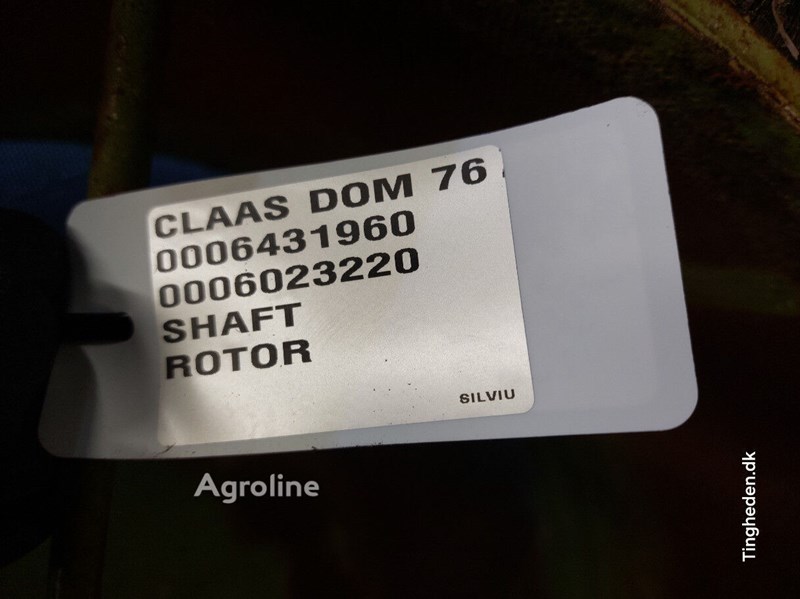 CLAAS DOM 76
0006431960
0006023220
SHAFT
ROTOR
SILVIU
Agroline
Tingheden.dk